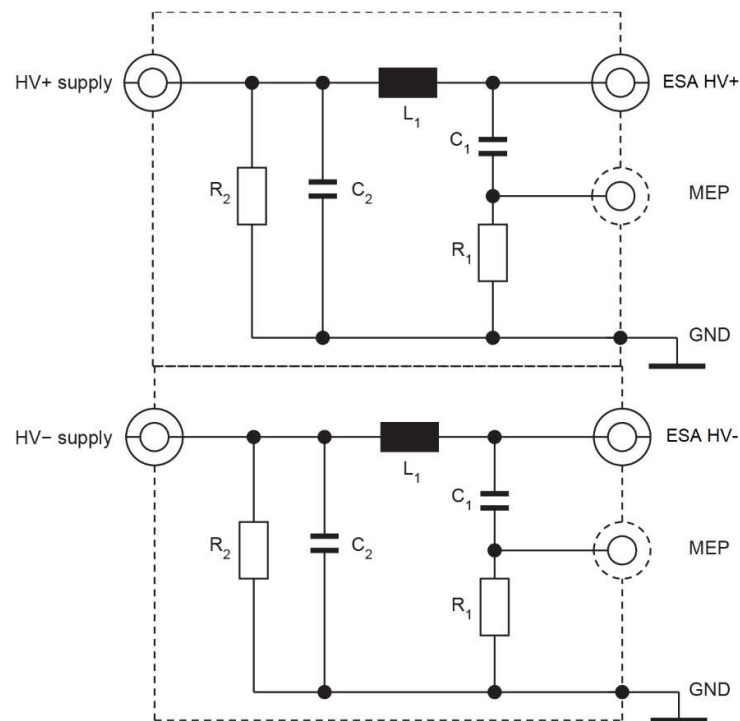 HV+ supply
ESA HV+
L1
C1
R2
C2
MEP
R1
GND
HV− supply
ESA HV-
L1
C1
R2
C2
MEP
R1
GND